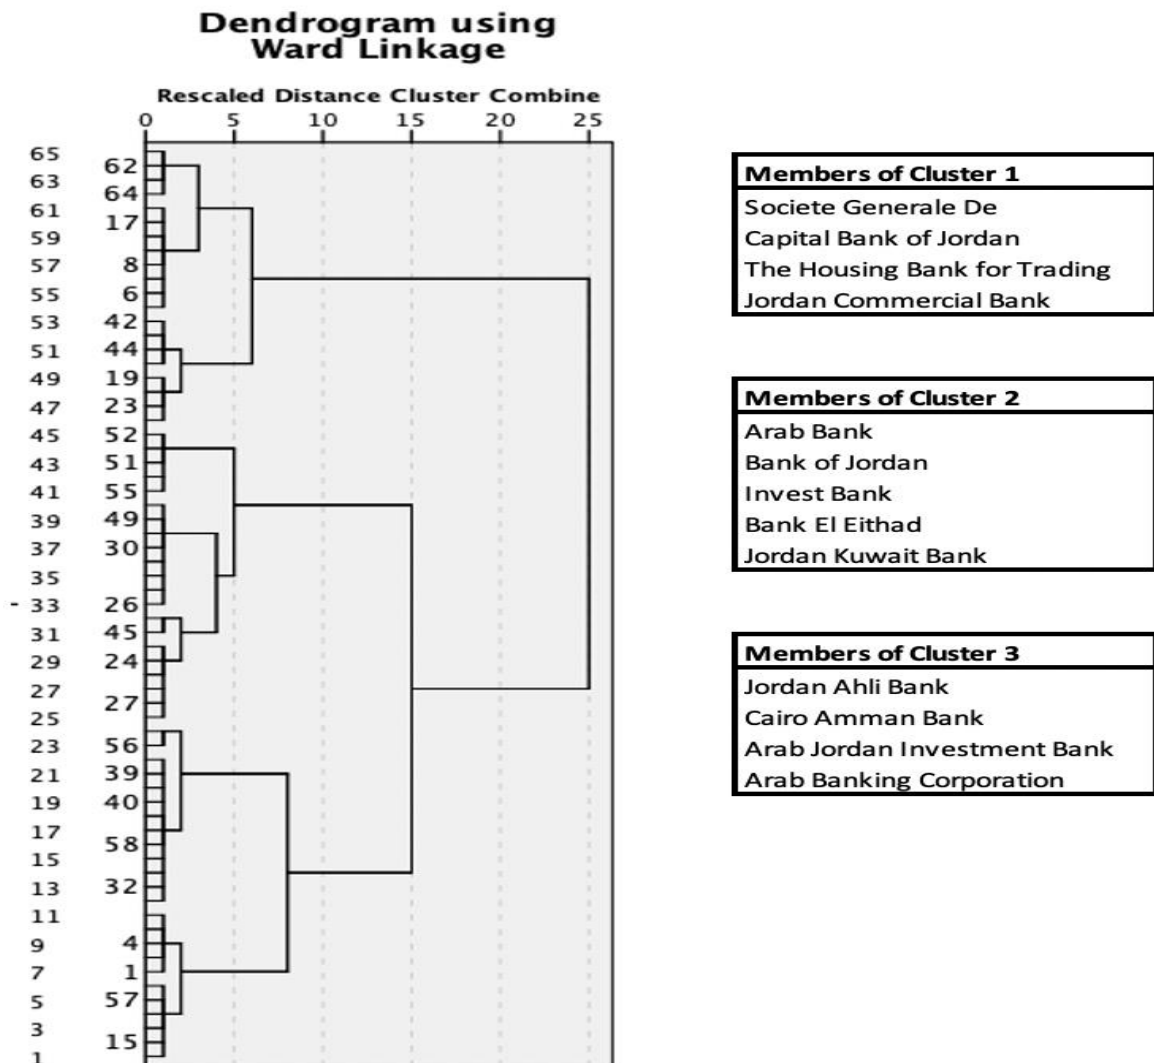 Dendrogram using
Ward Linkage
Rescaled Distance Cluster Combine
0 5 10 15 20 25
65
62
63
64
61
17
59
57 8
55 6
53 42
51 44
49 19
47 23
45 52
43 51
41 55
39 49
37 30
35
- 33 26
31 45
29 24
27
27
25
23 56
21 39
19 40
17
58
15
13 32
11
9 4
7 1
5 57
3
15
1
Members of Cluster 1
Societe Generale De
Capital Bank of Jordan
The Housing Bank for Trading
Jordan Commercial Bank
Members of Cluster 2
Arab Bank
Bank of Jordan
Invest Bank
Bank El Eithad
Jordan Kuwait Bank
Members of Cluster 3
Jordan Ahli Bank
Cairo Amman Bank
Arab Jordan Investment Bank
Arab Banking Corporation